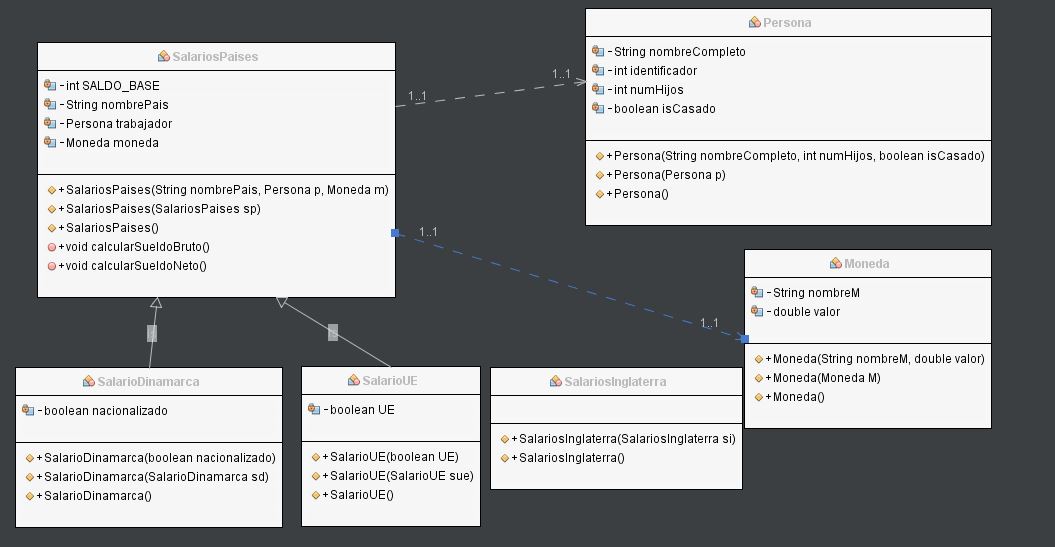 SalariosPaises
-int SALDO_BASE
-String nombrePais
-Persona trabajador
-Moneda moneda
+SalariosPaises(String nombrePais, Persona p, Moneda m)
+SalariosPaises(SalariosPaises sp)
+SalariosPaises()
+void calcularSueldoBruto()
+void calcularSueldoNeto()
1..1
1..1
Persona
-String nombreCompleto
-int identificador
-int numHijos
-boolean isCasado
+Persona(String nombreCompleto, int numHijos, boolean isCasado)
+Persona(Persona p)
+Persona()
1..1
1..1
Moneda
-String nombreM
-double valor
+Moneda(String nombreM, double valor)
+Moneda(Moneda M)
+Moneda()
SalarioDinamarca
-boolean nacionalizado
+SalarioDinamarca(boolean nacionalizado)
+SalarioDinamarca(SalarioDinamarca sd)
+SalarioDinamarca()
SalarioUE
-boolean UE
+SalarioUE(boolean UE)
+SalarioUE(SalarioUE sue)
+SalarioUE()
SalariosInglaterra
+SalariosInglaterra(SalariosInglaterra si)
+SalariosInglaterra()